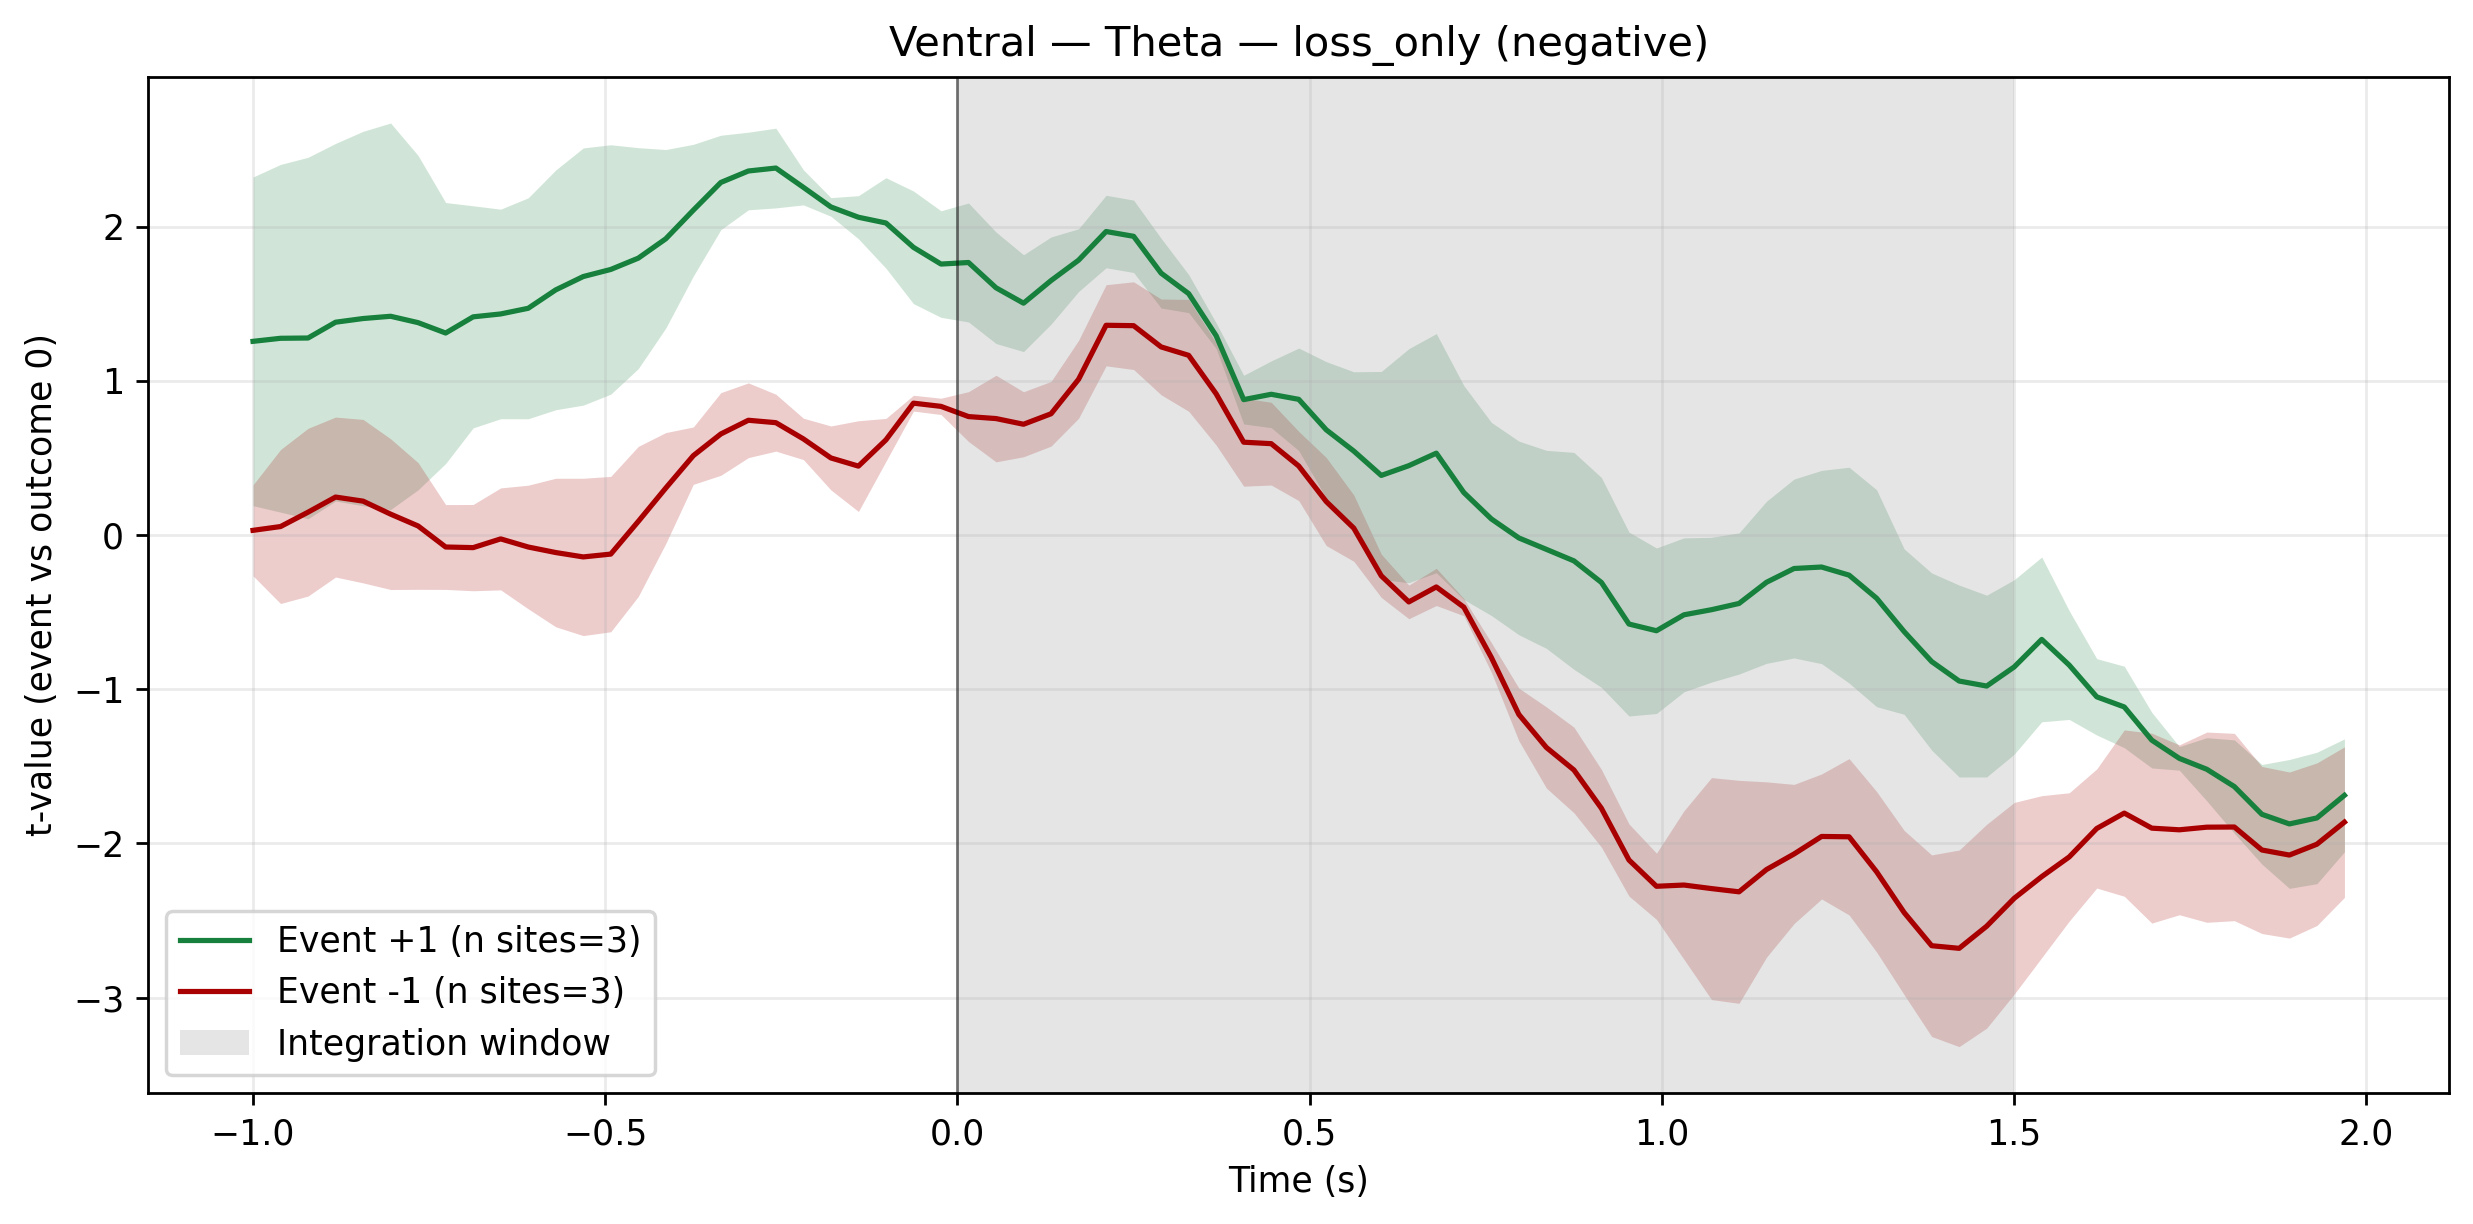 Ventral — Theta — loss_only (negative)
t-value (event vs outcome 0)
2
1
0
−1
−2
−3
Event +1 (n sites=3)
Event -1 (n sites=3)
Integration window
−1.0
−0.5
0.0
0.5
1.0
1.5
2.0
Time (s)